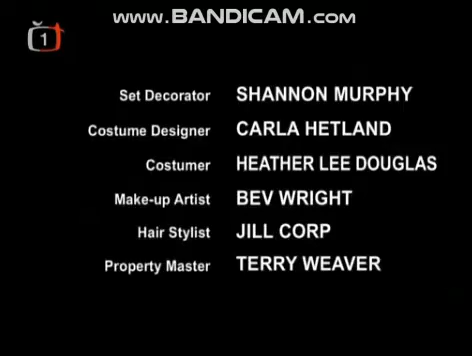 www.BANDICAM.com
1
Set Decorator SHANNON MURPHY
Costume Designer CARLA HETLAND
Costumer HEATHER LEE DOUGLAS
Make-up Artist BEV WRIGHT
Hair Stylist JILL CORP
Property Master TERRY WEAVER